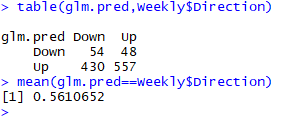 > table(glm.pred,Weekly$Direction)
glm.pred Down  Up
    Down   54  48
    Up    430 557
> mean(glm.pred==Weekly$Direction)
[1] 0.5610652
>